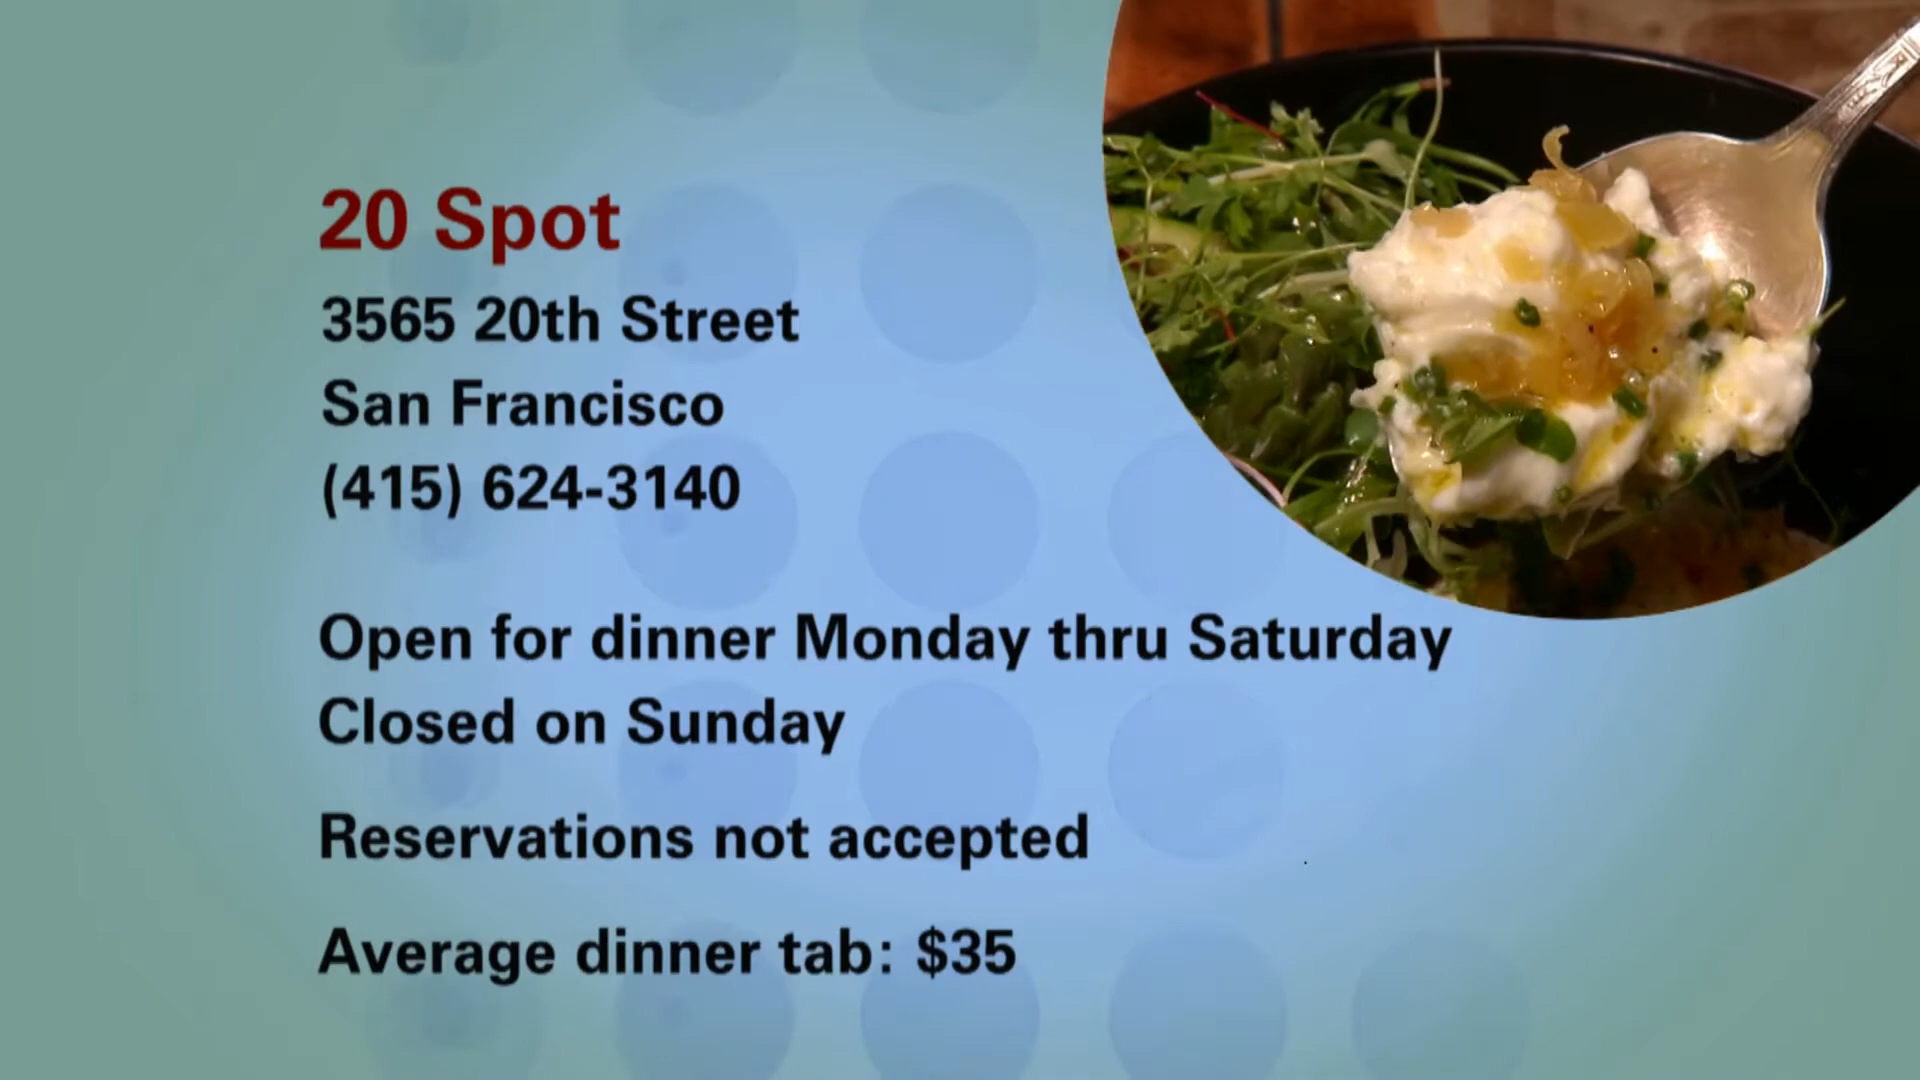 20 Spot
3565 20th Street
San Francisco
(415) 624-3140
Open for dinner Monday thru Saturday
Closed on Sunday
Reservations not accepted
Average dinner tab: $35